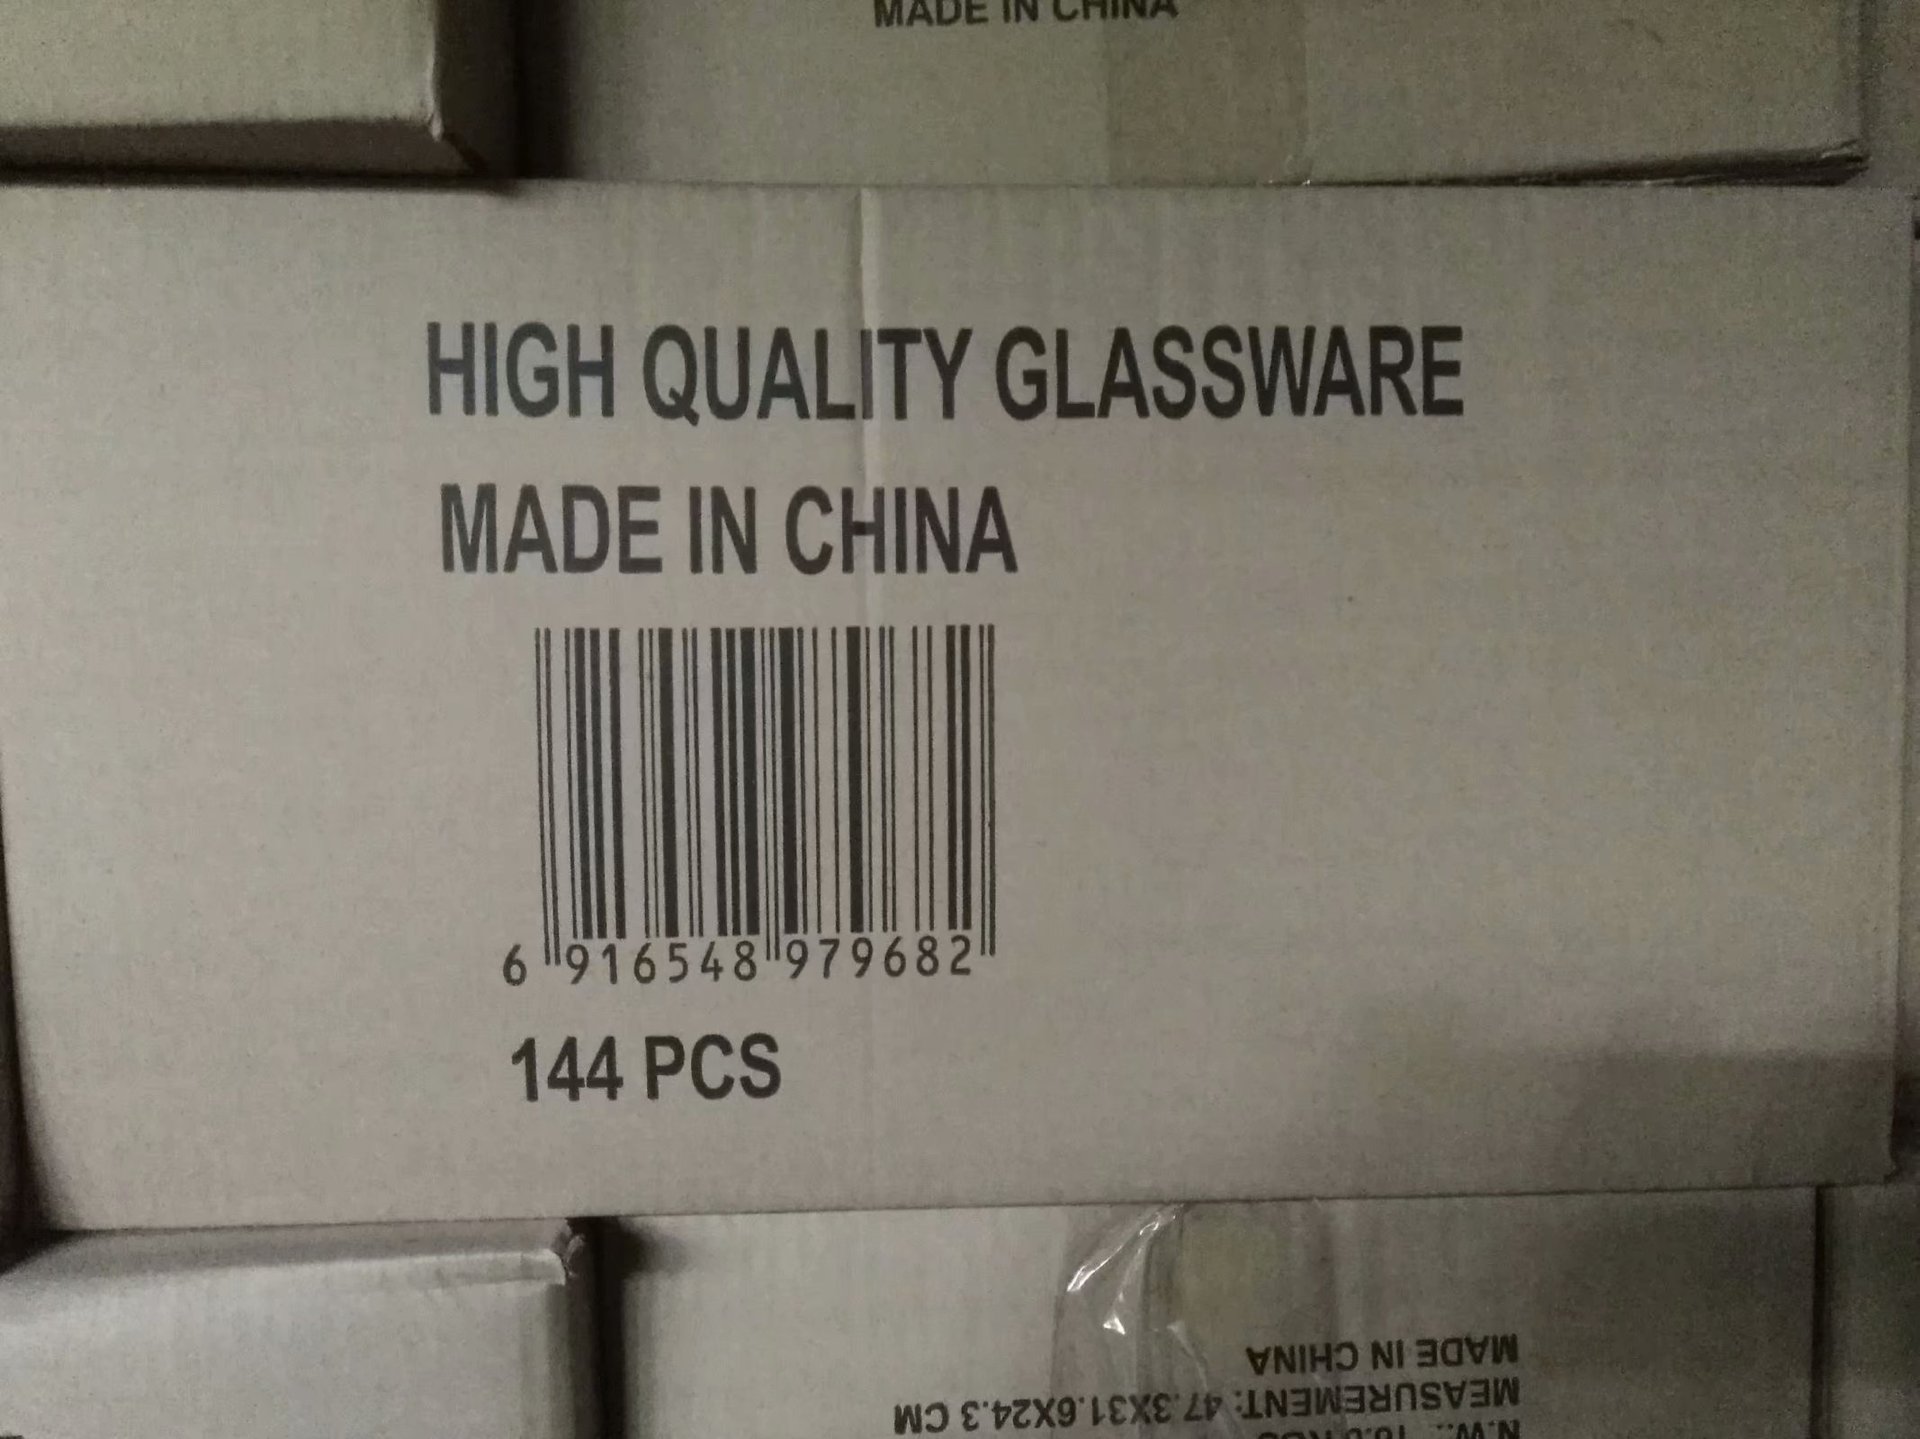 MADE IN CHINA
HIGH QUALITY GLASSWARE
MADE IN CHINA
6 916548 979682
144 PCS
MADE IN CHINA
MEASUREMENT: 47.3X31.6X24.3 CM
N.W.: